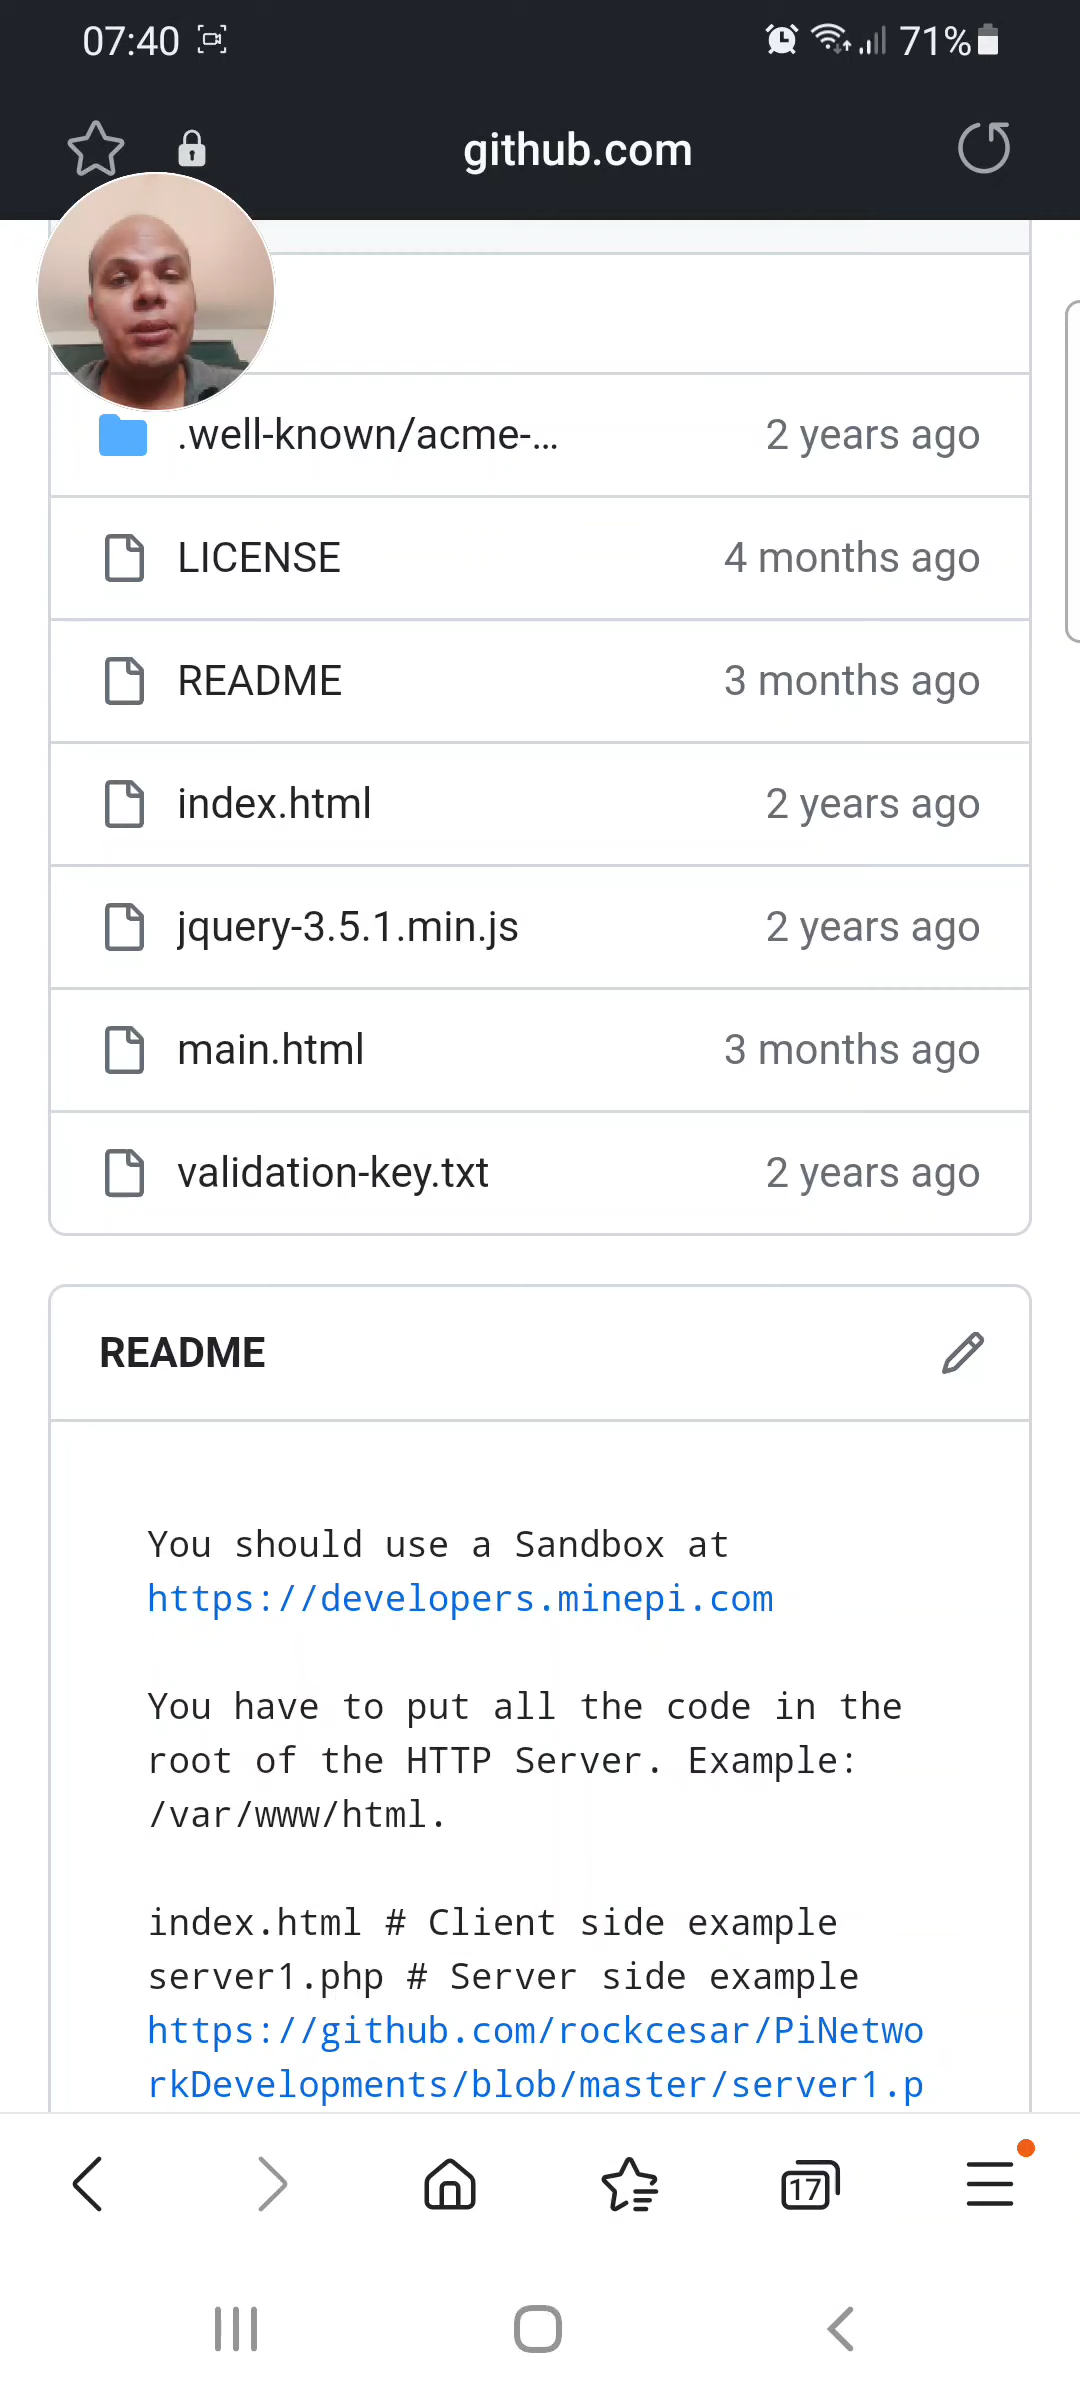 07:40 71%
github.com
.well-known/acme-... 2 years ago
LICENSE 4 months ago
README 3 months ago
index.html 2 years ago
jquery-3.5.1.min.js 2 years ago
main.html 3 months ago
validation-key.txt 2 years ago
README
You should use a Sandbox at
https://developers.minepi.com
You have to put all the code in the
root of the HTTP Server. Example:
/var/www/html.
index.html # Client side example
server1.php # Server side example
https://github.com/rockcesar/PiNetwo
rkDevelopments/blob/master/server1.p
17